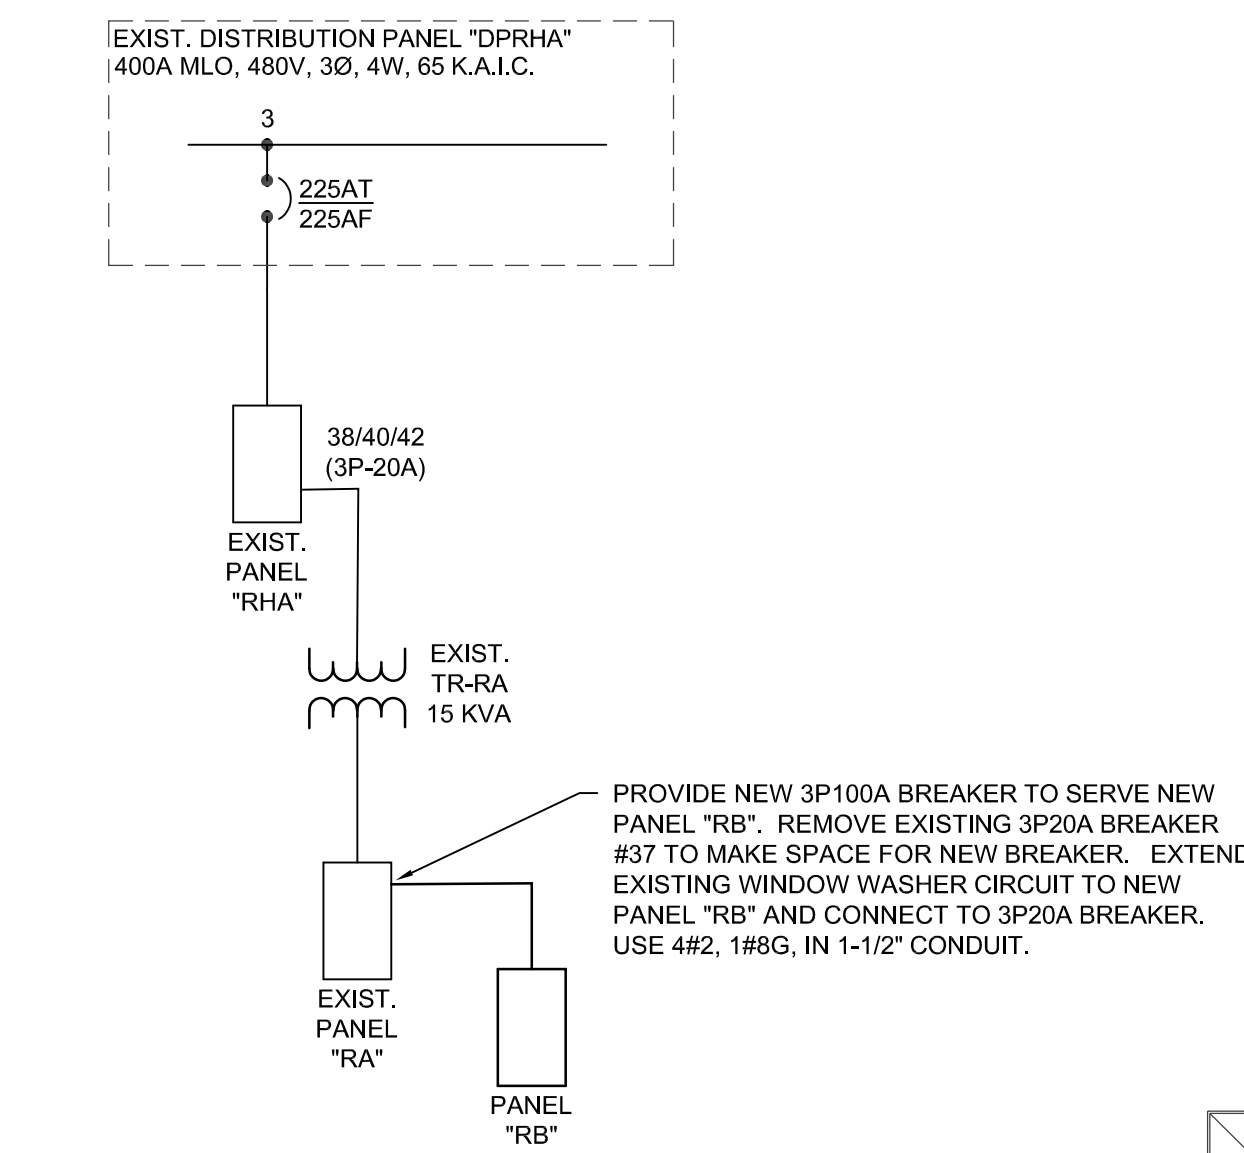 EXIST. DISTRIBUTION PANEL "DPRHA"
400A MLO, 480V, 3Ø, 4W, 65 K.A.I.C.
3
225AT
225AF
38/40/42
(3P-20A)
EXIST.
PANEL
"RHA"
EXIST.
TR-RA
15 KVA
PROVIDE NEW 3P100A BREAKER TO SERVE NEW
PANEL "RB". REMOVE EXISTING 3P20A BREAKER
#37 TO MAKE SPACE FOR NEW BREAKER. EXTEND
EXISTING WINDOW WASHER CIRCUIT TO NEW
PANEL "RB" AND CONNECT TO 3P20A BREAKER.
USE 4#2, 1#8G, IN 1-1/2" CONDUIT.
EXIST.
PANEL
"RA"
PANEL
"RB"